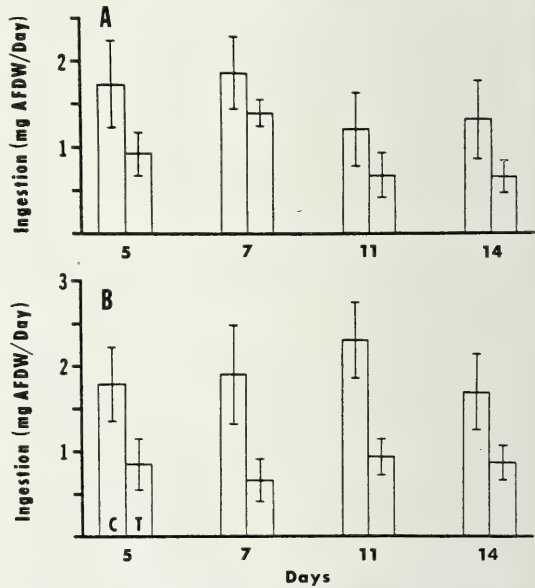 A
Ingestion (mg AFDW/Day)
2
1
5 7 11 14
B
Ingestion (mg AFDW/Day)
3
2
1
C T
5 7 11 14
Days